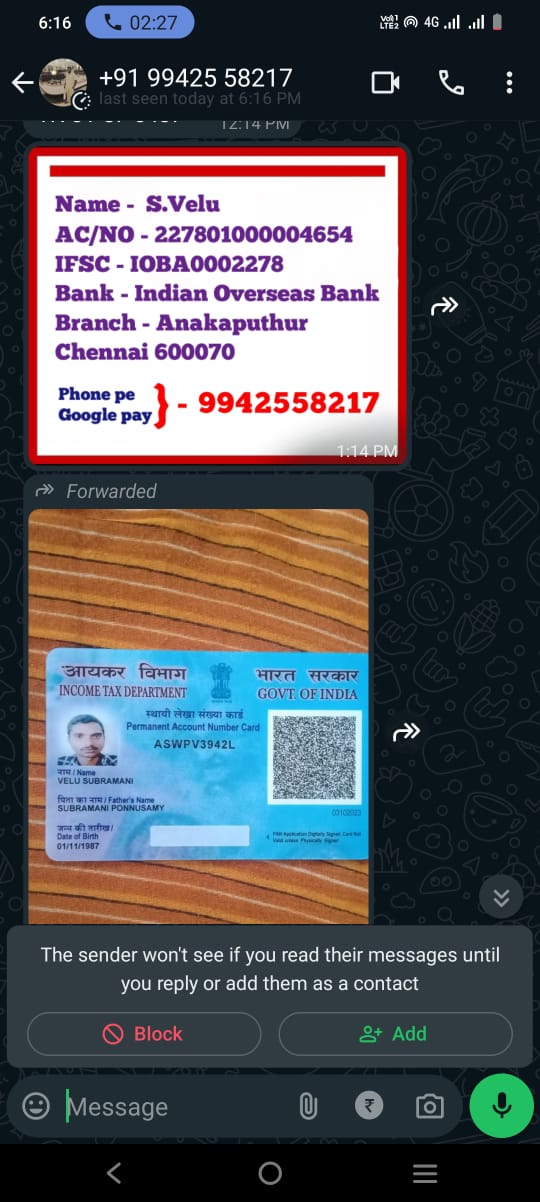 6:16
02:27
Vo))
LTE2
4G
+91 99425 58217
last seen today at 6:16 PM
12:14 PM
Name - S.Velu
AC/NO - 227801000004654
IFSC - IOBA0002278
Bank - Indian Overseas Bank
Branch - Anakaputhur
Chennai 600070
Phone pe
Google pay } - 9942558217
1:14 PM
Forwarded
आयकर विभाग
INCOME TAX DEPARTMENT
भारत सरकार
GOVT. OF INDIA
स्थायी लेखा संख्या कार्ड
Permanent Account Number Card
ASWPV3942L
नाम / Name
VELU SUBRAMANI
पिता का नाम / Father's Name
SUBRAMANI PONNUSAMY
जन्म की तारीख /
Date of Birth
01/11/1987
03102023
PAN Application Digitally Signed, Card Not
Valid unless Physically Signed
The sender won't see if you read their messages until
you reply or add them as a contact
Block
Add
Message
₹